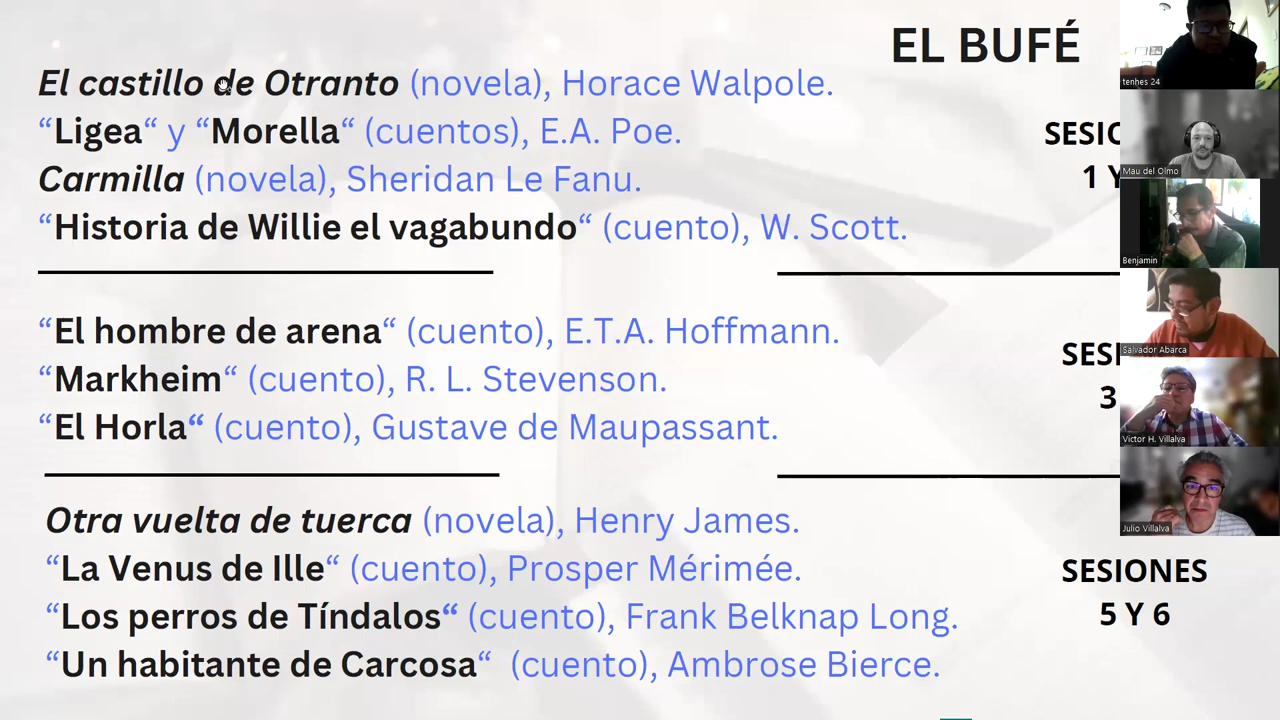 EL BUFÉ
El castillo de Otranto (novela), Horace Walpole.
“Ligea“ y “Morella“ (cuentos), E.A. Poe.
Carmilla (novela), Sheridan Le Fanu.
“Historia de Willie el vagabundo“ (cuento), W. Scott.
SESIO
1 Y
“El hombre de arena“ (cuento), E.T.A. Hoffmann.
“Markheim“ (cuento), R. L. Stevenson.
“El Horla“ (cuento), Gustave de Maupassant.
SESI
3
Otra vuelta de tuerca (novela), Henry James.
“La Venus de Ille“ (cuento), Prosper Mérimée.
“Los perros de Tíndalos“ (cuento), Frank Belknap Long.
“Un habitante de Carcosa“ (cuento), Ambrose Bierce.
SESIONES
5 Y 6
tenhes 24
Mau del Olmo
Benjamin
Salvador Abarca
Victor H. Villalva
Julio Villalva